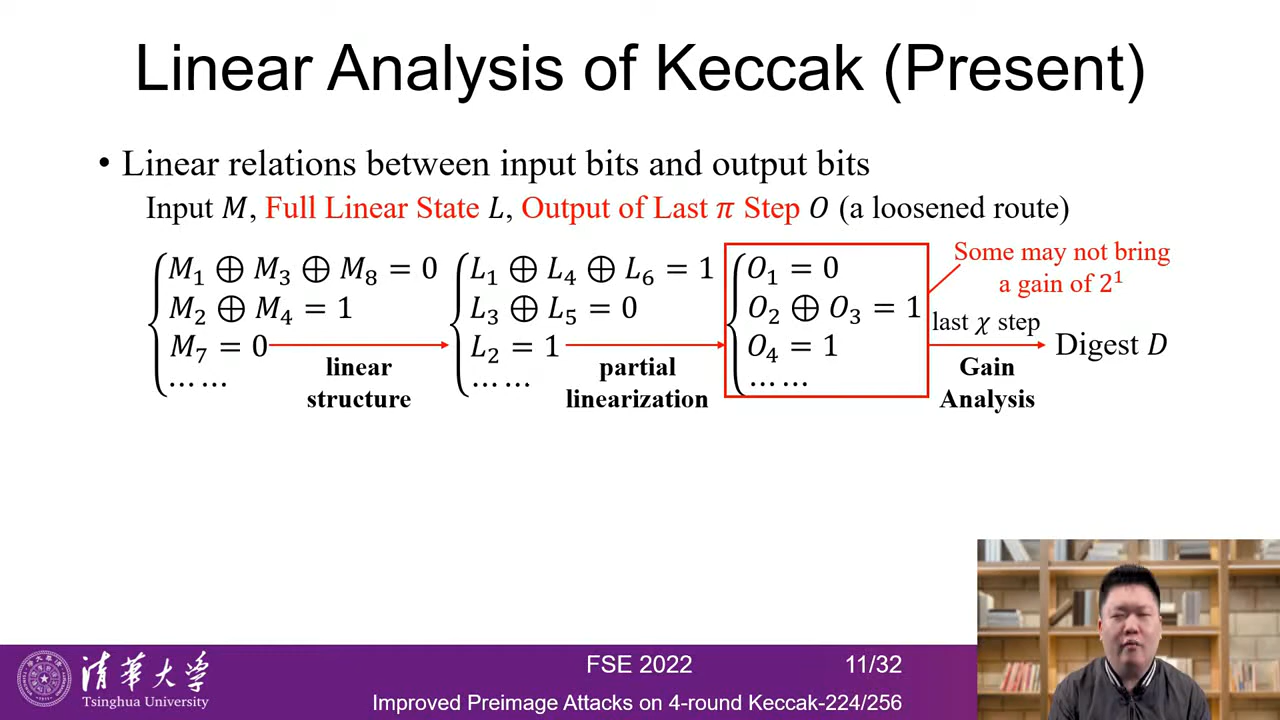 Linear Analysis of Keccak (Present)
• Linear relations between input bits and output bits
Input M, Full Linear State L, Output of Last π Step O (a loosened route)
M₁ ⊕ M₃ ⊕ M₈ = 0
M₂ ⊕ M₄ = 1
M₇ = 0
… …
linear
structure
L₁ ⊕ L₄ ⊕ L₆ = 1
L₃ ⊕ L₅ = 0
L₂ = 1
… …
partial
linearization
O₁ = 0
O₂ ⊕ O₃ = 1
O₄ = 1
… …
Some may not bring
a gain of 2¹
last χ step
Gain
Analysis
Digest D
清华大学
Tsinghua University
FSE 2022
11/32
Improved Preimage Attacks on 4-round Keccak-224/256